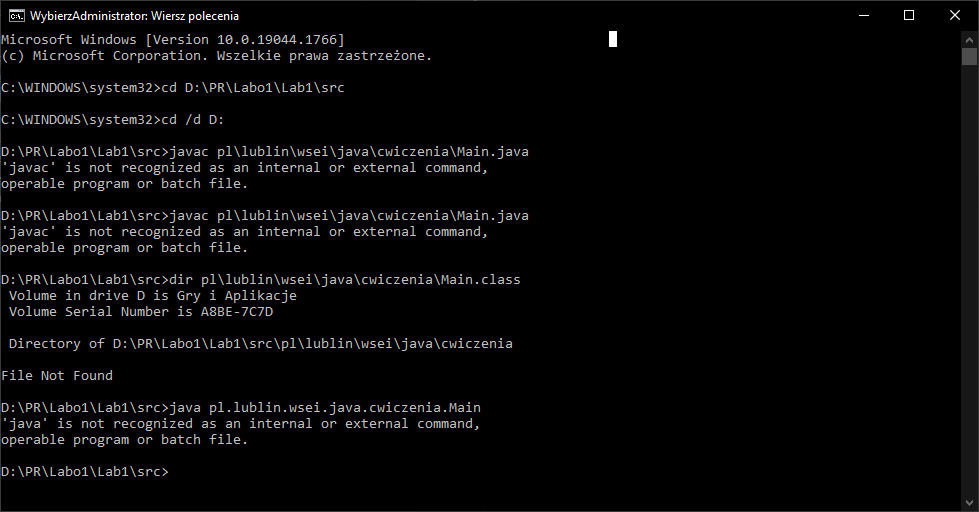 WybierzAdministrator: Wiersz polecenia
Microsoft Windows [Version 10.0.19044.1766]
(c) Microsoft Corporation. Wszelkie prawa zastrzeżone.
C:\WINDOWS\system32>cd D:\PR\Labo1\Lab1\src
C:\WINDOWS\system32>cd /d D:
D:\PR\Labo1\Lab1\src>javac pl\lublin\wsei\java\cwiczenia\Main.java
'javac' is not recognized as an internal or external command,
operable program or batch file.
D:\PR\Labo1\Lab1\src>javac pl\lublin\wsei\java\cwiczenia\Main.java
'javac' is not recognized as an internal or external command,
operable program or batch file.
D:\PR\Labo1\Lab1\src>dir pl\lublin\wsei\java\cwiczenia\Main.class
Volume in drive D is Gry i Aplikacje
Volume Serial Number is A8BE-7C7D
Directory of D:\PR\Labo1\Lab1\src\pl\lublin\wsei\java\cwiczenia
File Not Found
D:\PR\Labo1\Lab1\src>java pl.lublin.wsei.java.cwiczenia.Main
'java' is not recognized as an internal or external command,
operable program or batch file.
D:\PR\Labo1\Lab1\src>